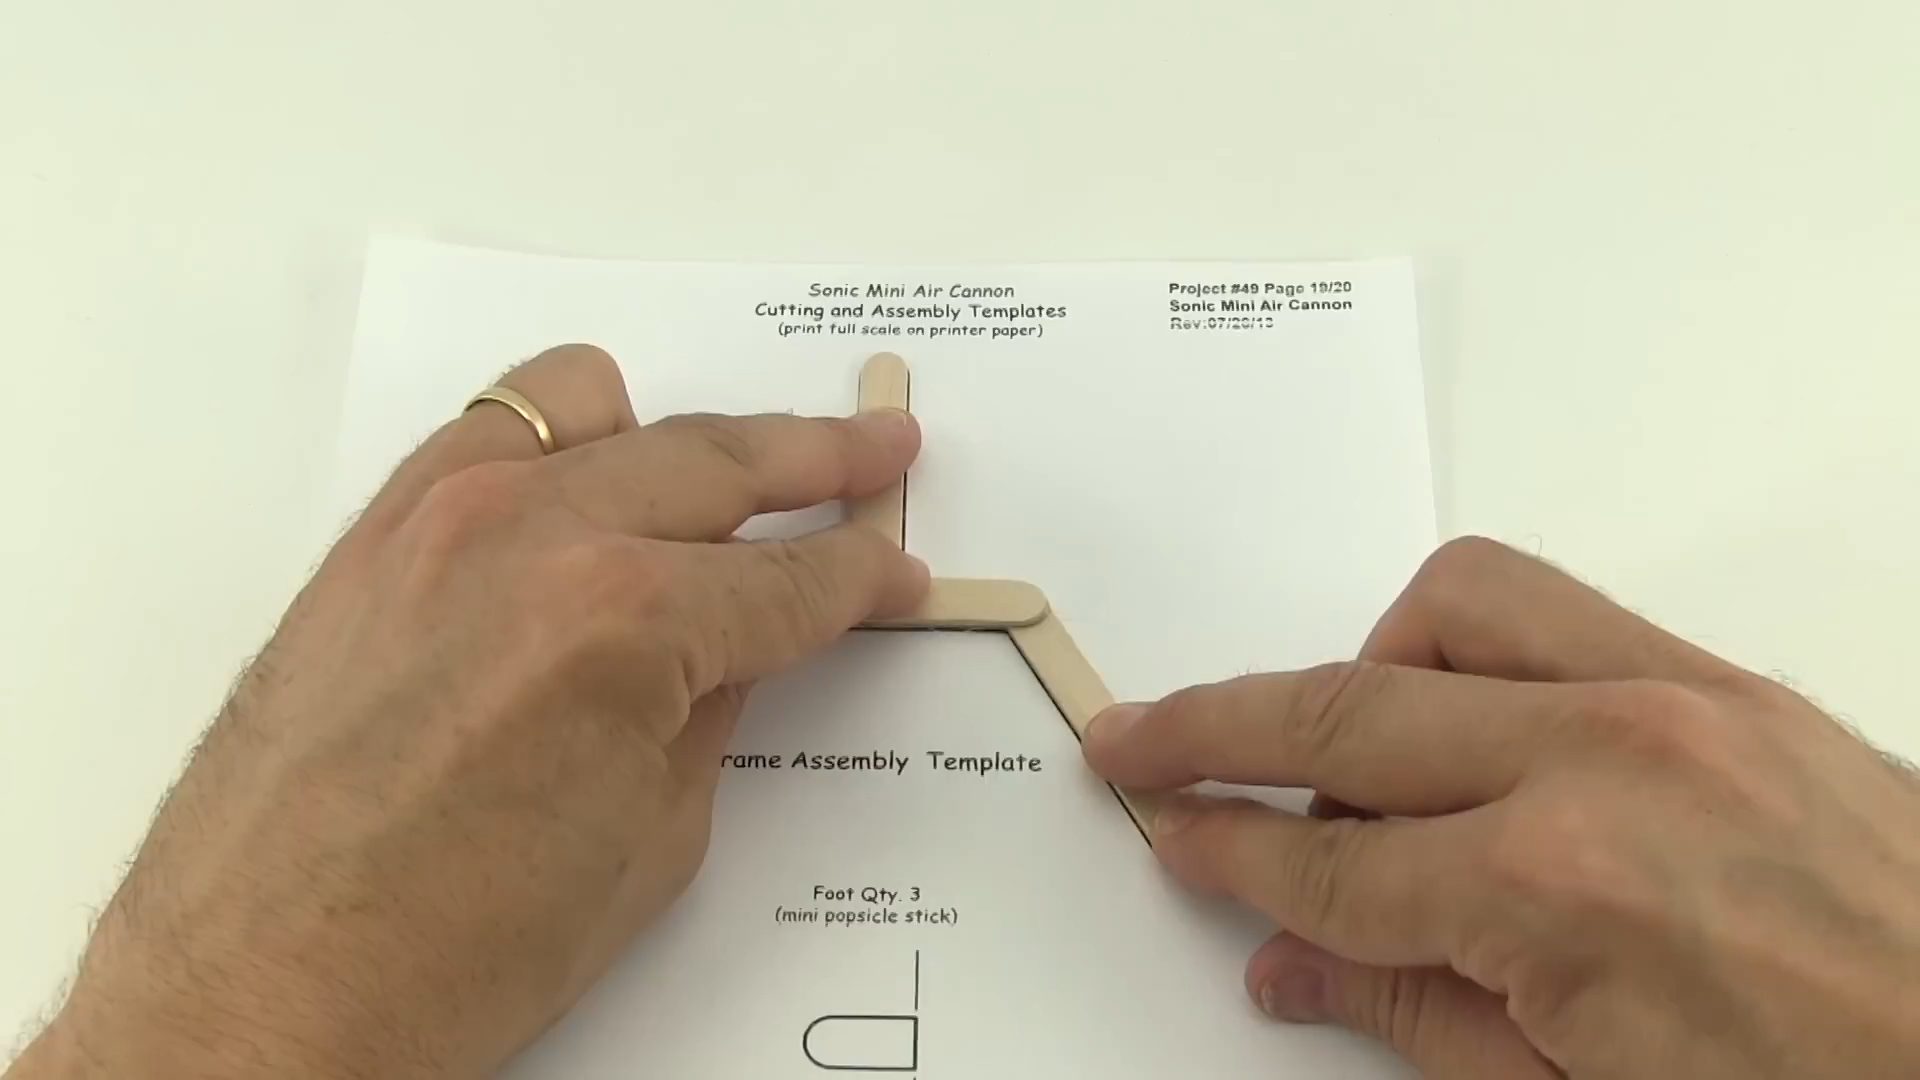 Sonic Mini Air Cannon
Cutting and Assembly Templates
(print full scale on printer paper)
Project #49 Page 19/20
Sonic Mini Air Cannon
rame Assembly Template
Foot Qty. 3
(mini popsicle stick)